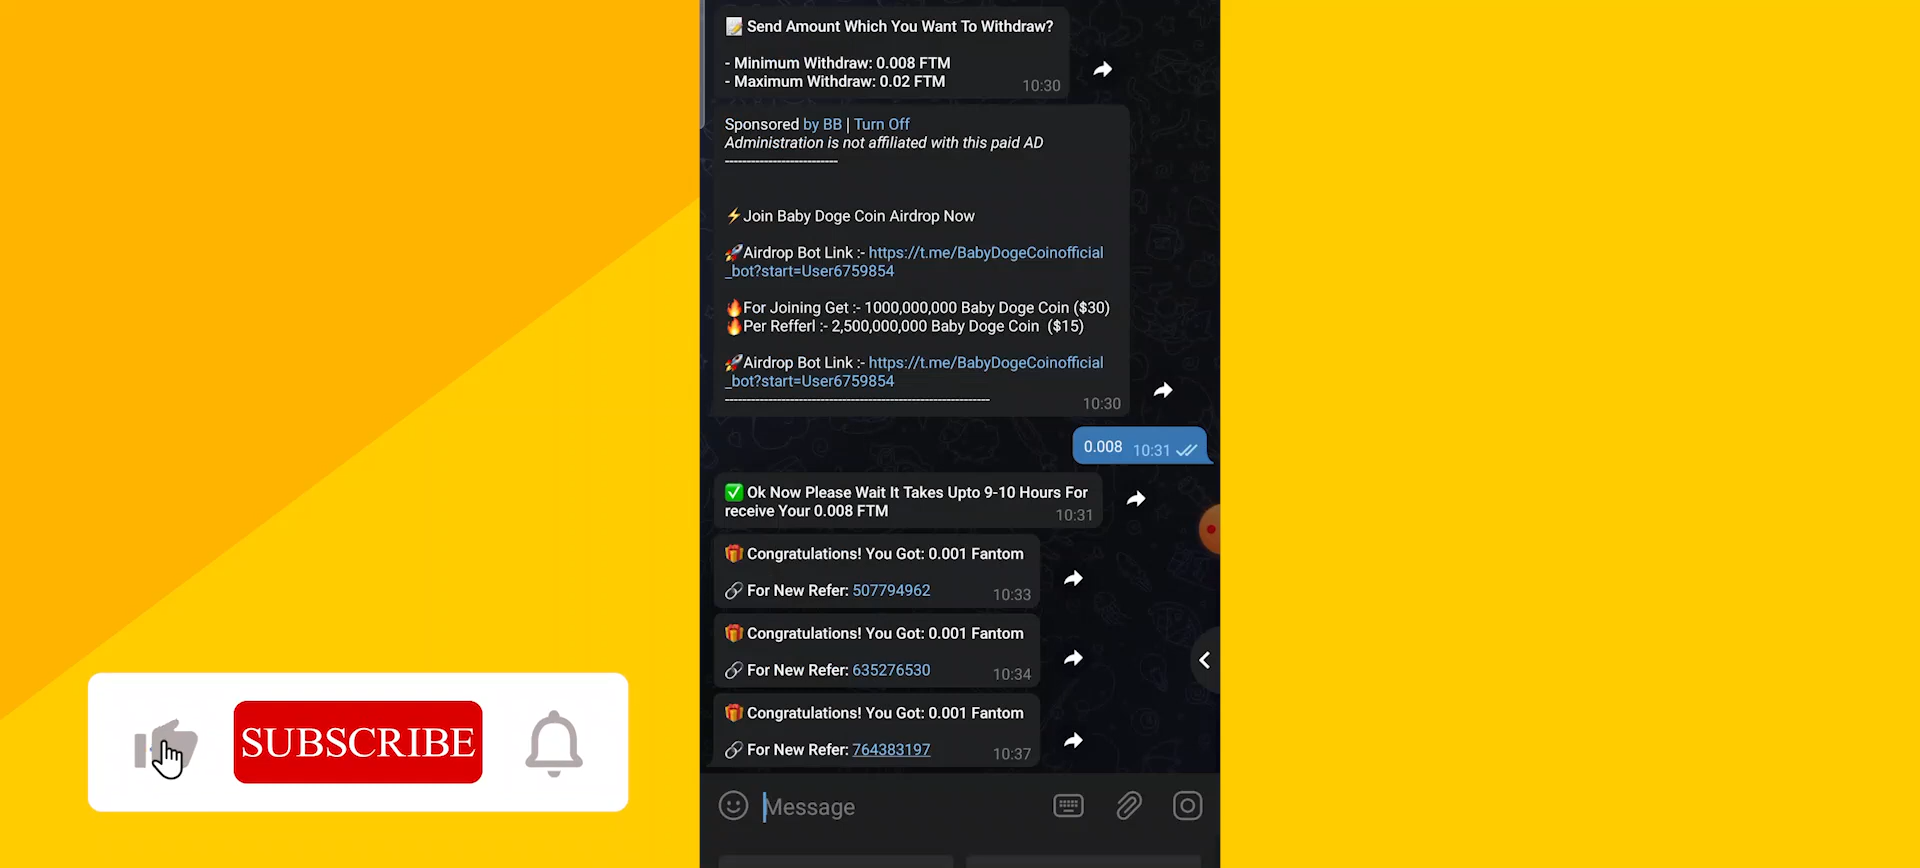 📝 Send Amount Which You Want To Withdraw?
- Minimum Withdraw: 0.008 FTM
- Maximum Withdraw: 0.02 FTM
10:30
Sponsored by BB | Turn Off
Administration is not affiliated with this paid AD
--------------------------
⚡Join Baby Doge Coin Airdrop Now
🚀Airdrop Bot Link :- https://t.me/BabyDogeCoinofficial
_bot?start=User6759854
🔥For Joining Get :- 1000,000,000 Baby Doge Coin ($30)
🔥Per Refferl :- 2,500,000,000 Baby Doge Coin ($15)
🚀Airdrop Bot Link :- https://t.me/BabyDogeCoinofficial
_bot?start=User6759854
-------------------------------------------------------------
10:30
0.008 10:31
✅ Ok Now Please Wait It Takes Upto 9-10 Hours For
receive Your 0.008 FTM
10:31
🎁 Congratulations! You Got: 0.001 Fantom
🔗 For New Refer: 507794962
10:33
🎁 Congratulations! You Got: 0.001 Fantom
🔗 For New Refer: 635276530
10:34
🎁 Congratulations! You Got: 0.001 Fantom
🔗 For New Refer: 764383197
10:37
Message
SUBSCRIBE